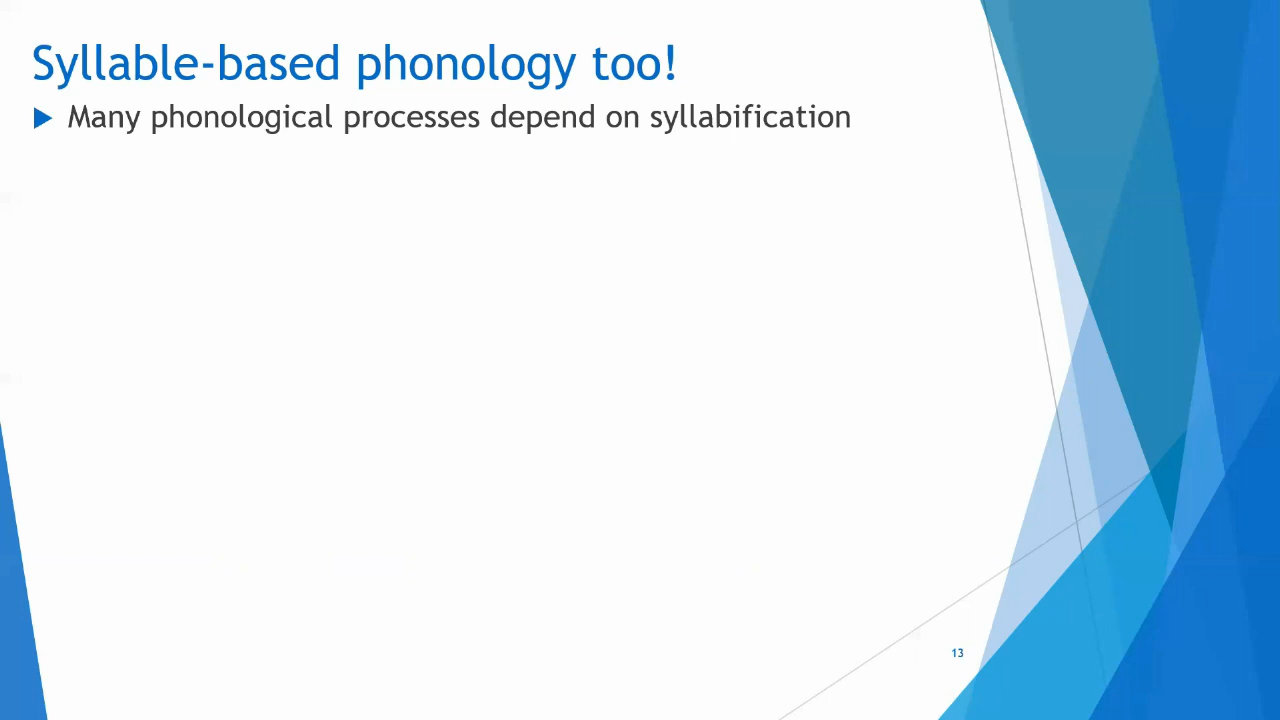 Syllable-based phonology too!
Many phonological processes depend on syllabification
13